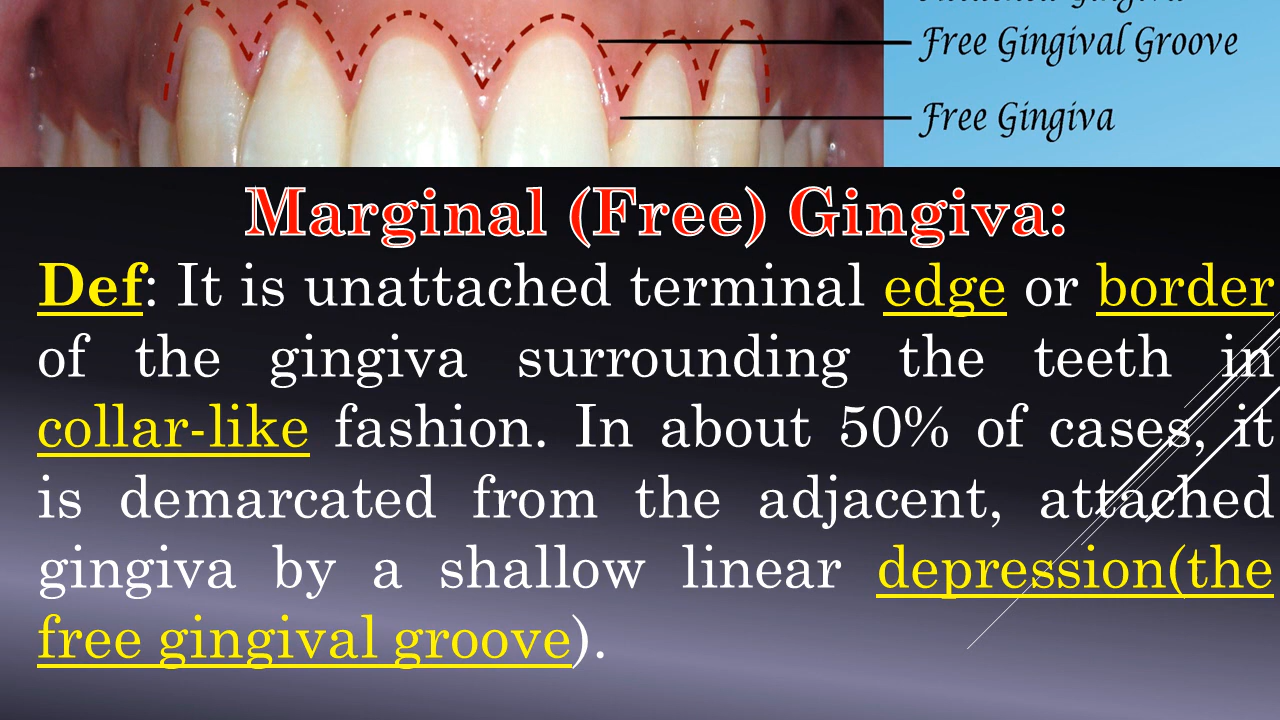 Free Gingival Groove
Free Gingiva
Marginal (Free) Gingiva:
Def: It is unattached terminal edge or border
of the gingiva surrounding the teeth in
collar-like fashion. In about 50% of cases, it
is demarcated from the adjacent, attached
gingiva by a shallow linear depression(the
free gingival groove).